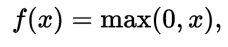 f(x) = max(0, x),